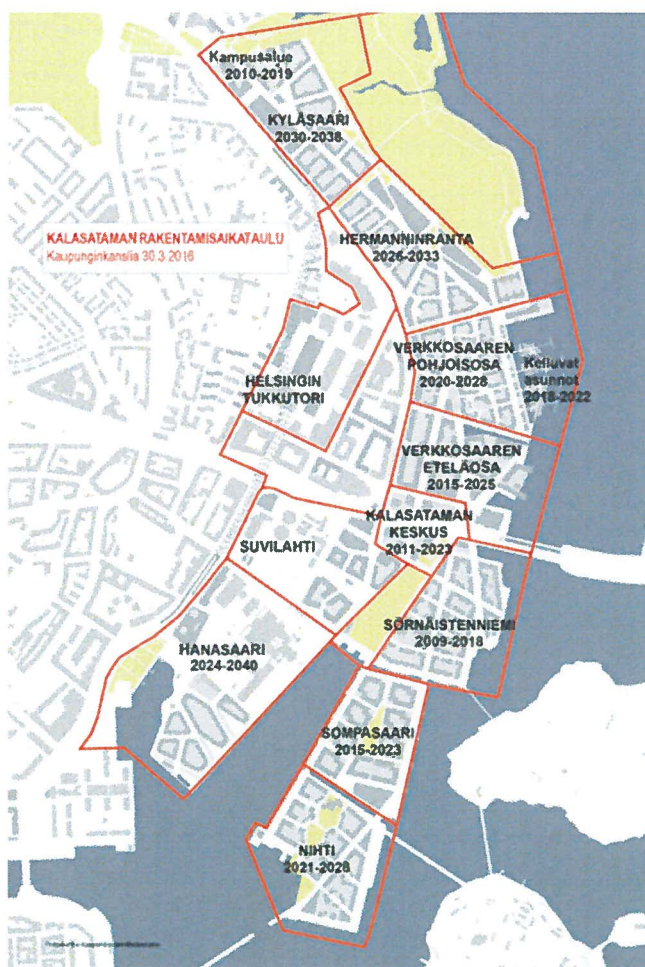 Kampusalue
2010-2019
KYLÄSAARI
2030-2038
KALASATAMAN RAKENTAMISAIKATAULU
Kaupunginkanslia 30.3.2016
HERMANNINRANTA
2026-2033
VERKKOSAAREN
POHJOISOSA
2020-2028
Kelluvat
asunnot
2018-2022
HELSINGIN
TUKKUTORI
VERKKOSAAREN
ETELÄOSA
2015-2025
KALASATAMAN
KESKUS
2011-2023
SUVILAHTI
SÖRNÄISTENNIEMI
2009-2018
HANASAARI
2024-2040
SOMPASAARI
2015-2023
NIHTI
2021-2028